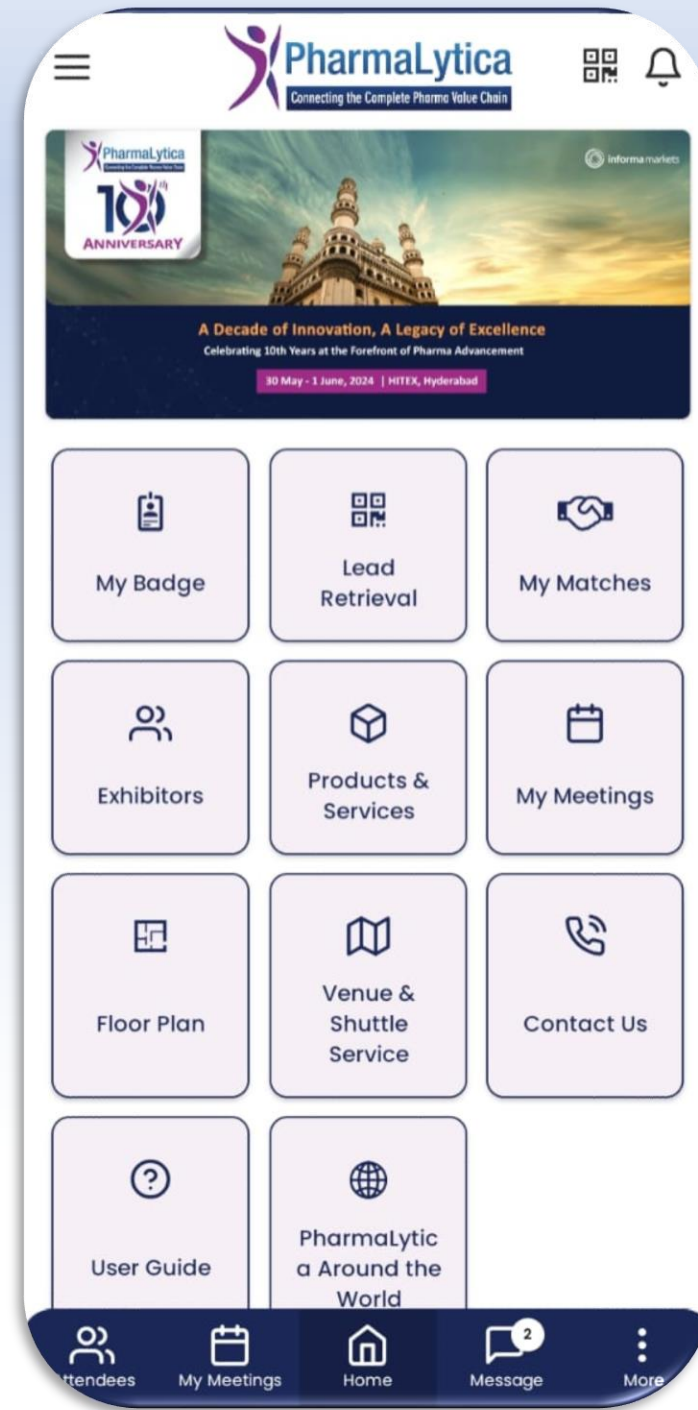 PharmaLytica
Connecting the Complete Pharma Value Chain
PharmaLytica
10th
ANNIVERSARY
informa markets
A Decade of Innovation, A Legacy of Excellence
Celebrating 10th Years at the Forefront of Pharma Advancement
30 May - 1 June, 2024 | HITEX, Hyderabad
My Badge
Lead
Retrieval
My Matches
Exhibitors
Products &
Services
My Meetings
Floor Plan
Venue &
Shuttle
Service
Contact Us
User Guide
PharmaLytic
a Around the
World
ttendees
My Meetings
Home
2
Message
More